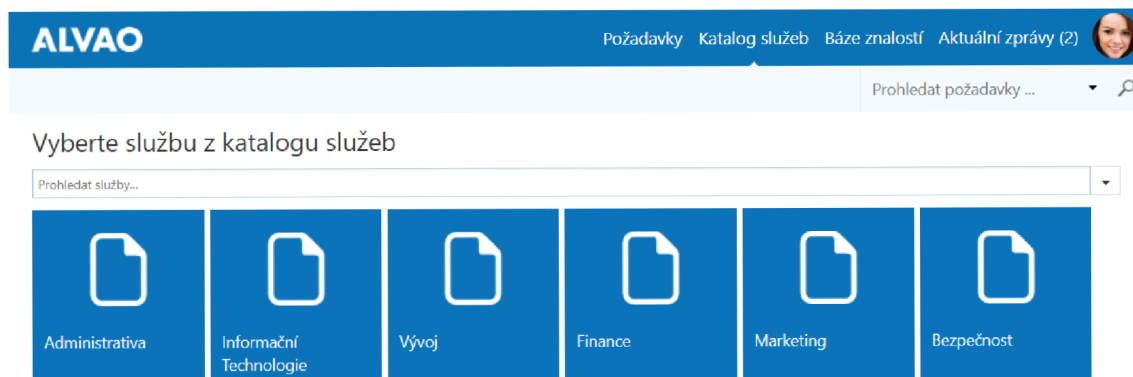 ALVAO
Požadavky Katalog služeb Báze znalostí Aktuální zprávy (2)
Prohledat požadavky ...
Vyberte službu z katalogu služeb
Prohledat služby...
Administrativa
Informační
Technologie
Vývoj
Finance
Marketing
Bezpečnost